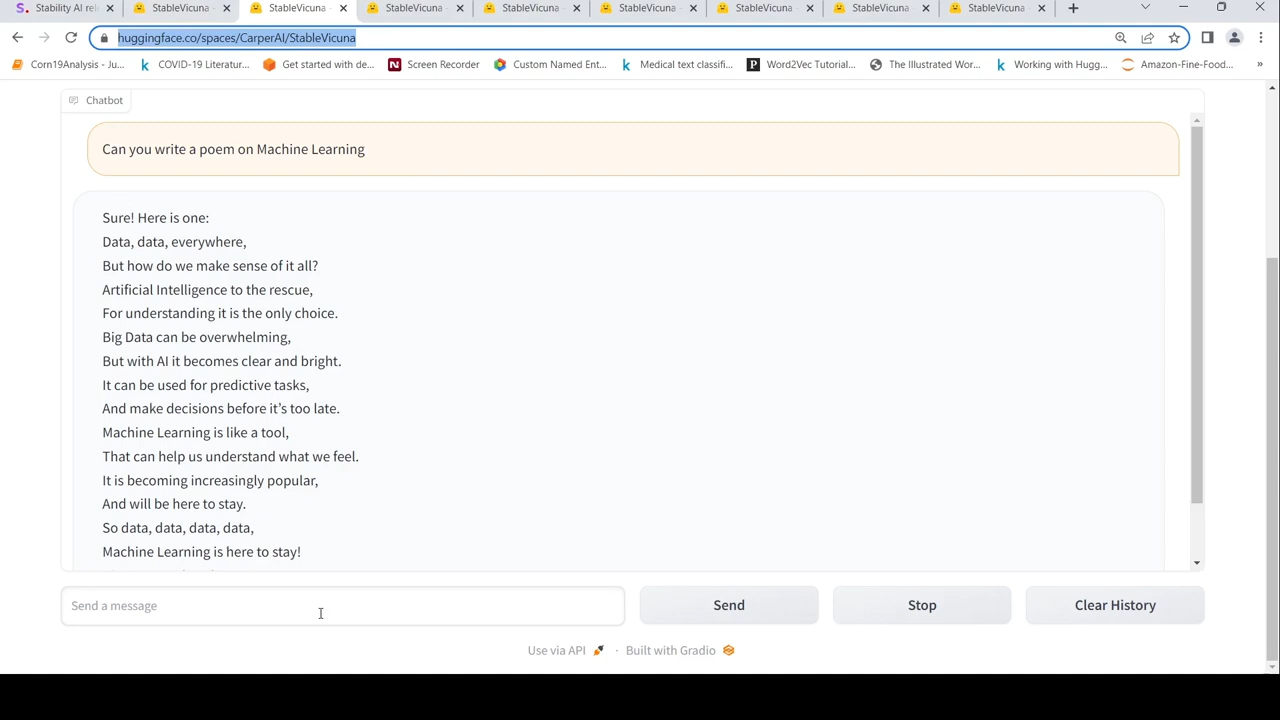 Stability AI rel
StableVicuna -
StableVicuna -
StableVicuna -
StableVicuna -
StableVicuna -
StableVicuna -
StableVicuna -
StableVicuna -
huggingface.co/spaces/CarperAI/StableVicuna
Corn19Analysis - Ju...
COVID-19 Literatur...
Get started with de...
Screen Recorder
Custom Named Ent...
Medical text classifi...
Word2Vec Tutorial...
The Illustrated Wor...
Working with Hugg...
Amazon-Fine-Food...
»
Chatbot
Can you write a poem on Machine Learning
Sure! Here is one:
Data, data, everywhere,
But how do we make sense of it all?
Artificial Intelligence to the rescue,
For understanding it is the only choice.
Big Data can be overwhelming,
But with AI it becomes clear and bright.
It can be used for predictive tasks,
And make decisions before it’s too late.
Machine Learning is like a tool,
That can help us understand what we feel.
It is becoming increasingly popular,
And will be here to stay.
So data, data, data, data,
Machine Learning is here to stay!
Send a message
Send
Stop
Clear History
Use via API
·
Built with Gradio